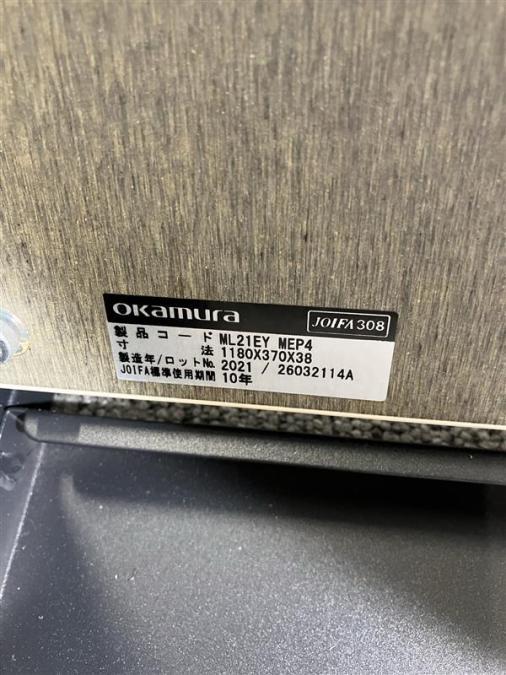 okamura
JOIFA308
製品コード ML21EY MEP4
寸法 1180X370X38
製造年/ロットNo. 2021 / 26032114A
JOIFA標準使用期間 10年